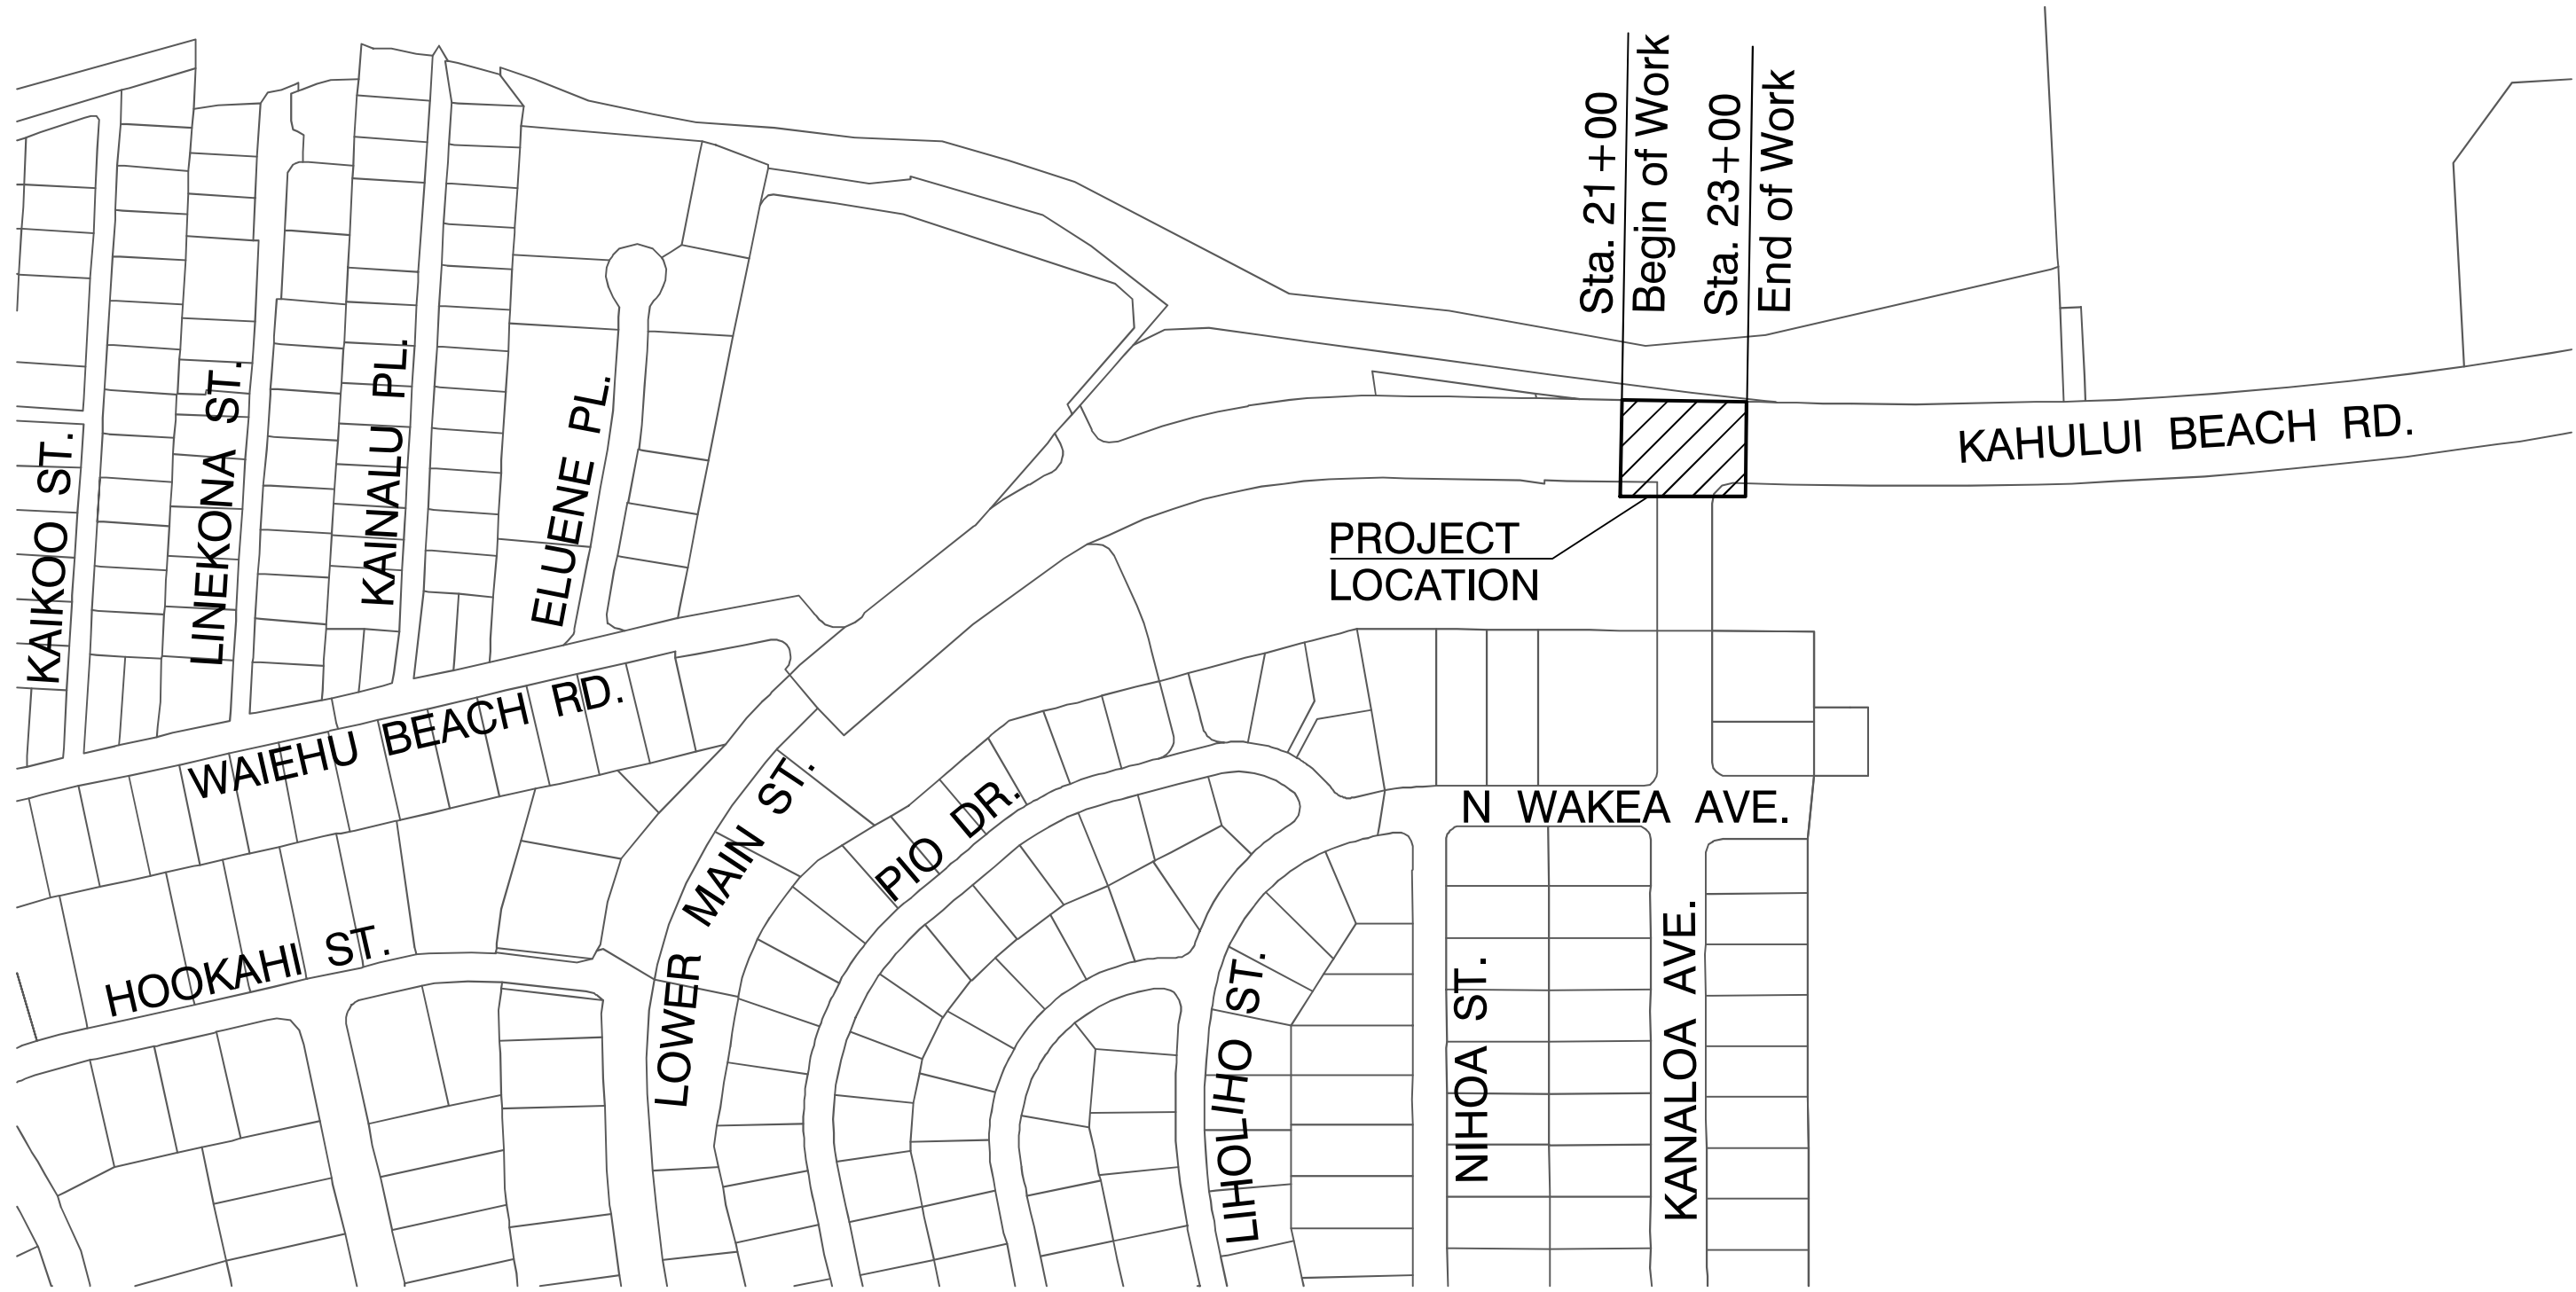 Sta. 21+00
Begin of Work
Sta. 23+00
End of Work
KAHULUI BEACH RD.
PROJECT
LOCATION
KAIKOO ST.
LINEKONA ST.
KAINALU PL.
ELUENE PL.
WAIEHU BEACH RD.
HOOKAHI ST.
LOWER MAIN ST.
PIO DR.
N WAKEA AVE.
LIHOLIHO ST.
NIHOA ST.
KANALOA AVE.